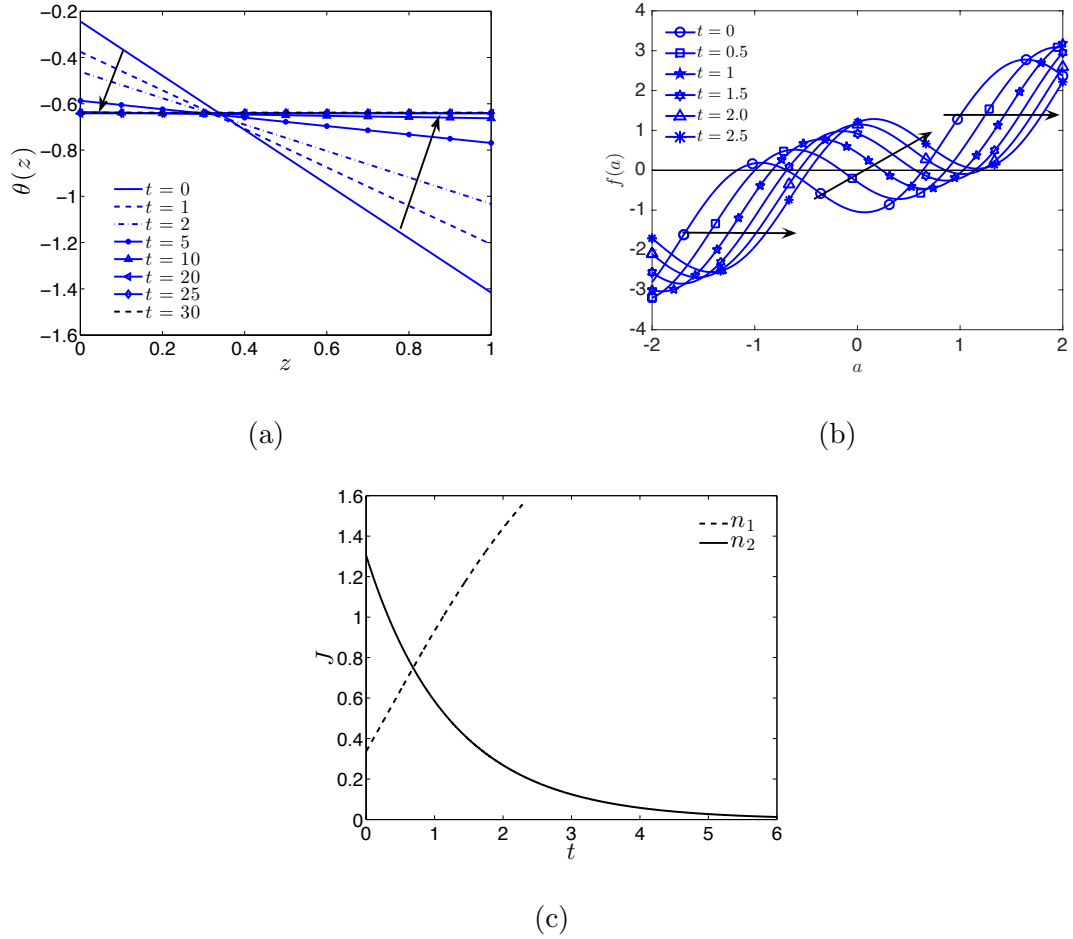 −0.2
−0.4
−0.6
−0.8
−1
−1.2
−1.4
−1.6
θ(z)
t = 0
t = 1
t = 2
t = 5
t = 10
t = 20
t = 25
t = 30
0 0.2 0.4 0.6 0.8 1
z
(a)
4
3
2
1
0
-1
-2
-3
-4
f(a)
t = 0
t = 0.5
t = 1
t = 1.5
t = 2.0
t = 2.5
-2 -1 0 1 2
a
(b)
1.6
1.4
1.2
1
0.8
0.6
0.4
0.2
0
J
n1
n2
0 1 2 3 4 5 6
t
(c)